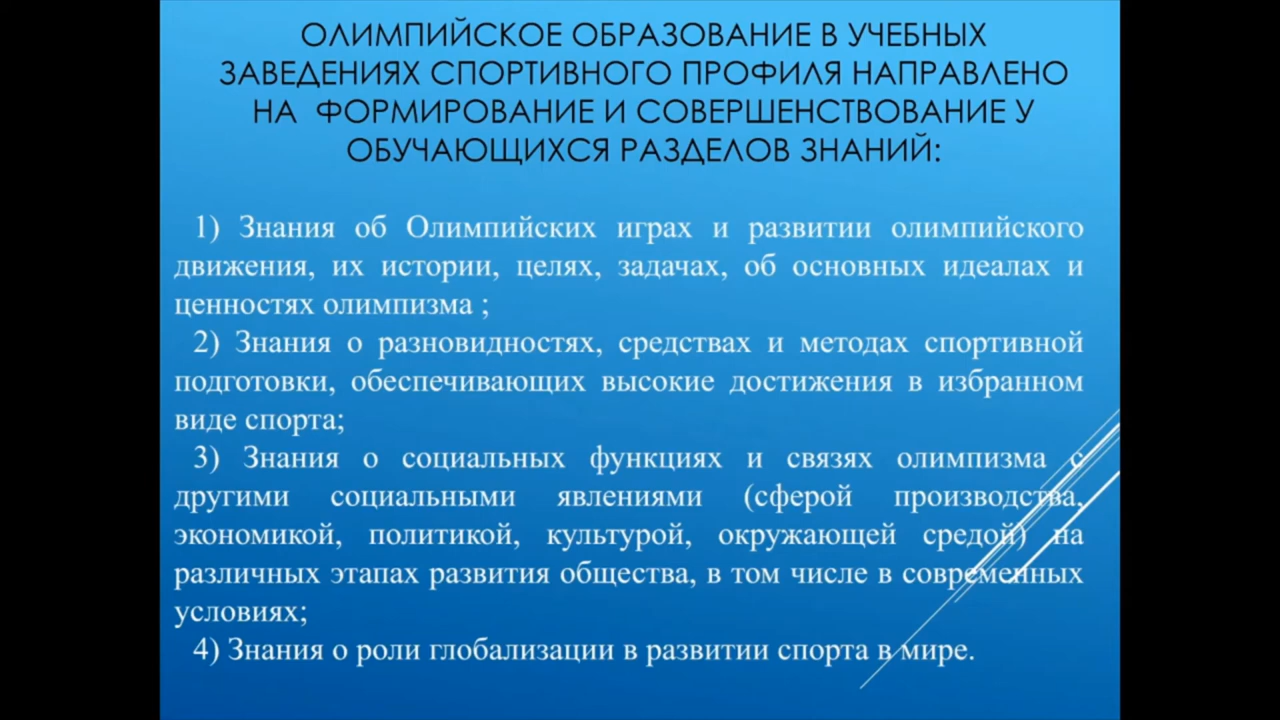 ОЛИМПИЙСКОЕ ОБРАЗОВАНИЕ В УЧЕБНЫХ
ЗАВЕДЕНИЯХ СПОРТИВНОГО ПРОФИЛЯ НАПРАВЛЕНО
НА ФОРМИРОВАНИЕ И СОВЕРШЕНСТВОВАНИЕ У
ОБУЧАЮЩИХСЯ РАЗДЕЛОВ ЗНАНИЙ:
1) Знания об Олимпийских играх и развитии олимпийского
движения, их истории, целях, задачах, об основных идеалах и
ценностях олимпизма ;
2) Знания о разновидностях, средствах и методах спортивной
подготовки, обеспечивающих высокие достижения в избранном
виде спорта;
3) Знания о социальных функциях и связях олимпизма с
другими социальными явлениями (сферой производства,
экономикой, политикой, культурой, окружающей средой) на
различных этапах развития общества, в том числе в современных
условиях;
4) Знания о роли глобализации в развитии спорта в мире.